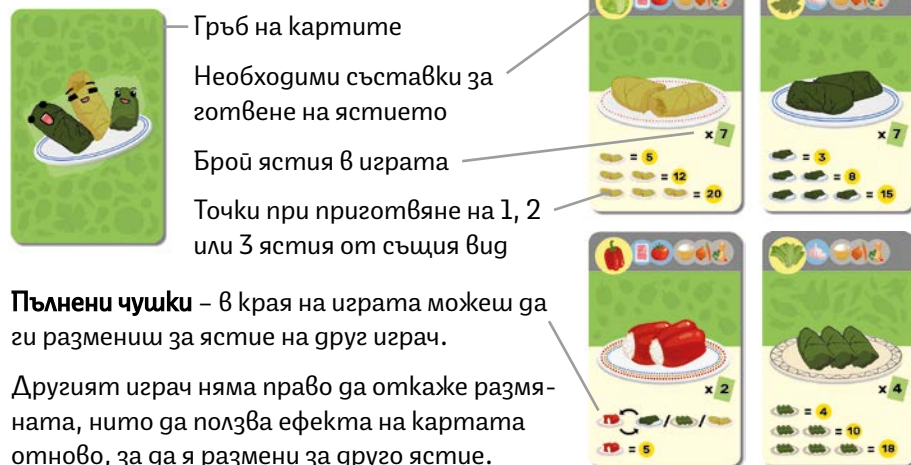 Гръб на картите
Необходими съставки за
готвене на ястието
Брой ястия в играта
Точки при приготвяне на 1, 2
или 3 ястия от същия вид
Пълнени чушки – в края на играта можеш да
ги размениш за ястие на друг играч.
Другият играч няма право да откаже размя-
ната, нито да ползва ефекта на картата
отново, за да я размени за друго ястие.
x 7
= 5
= 12
= 20
x 7
= 3
= 8
= 15
x 2
/ /
= 5
x 4
= 4
= 10
= 18